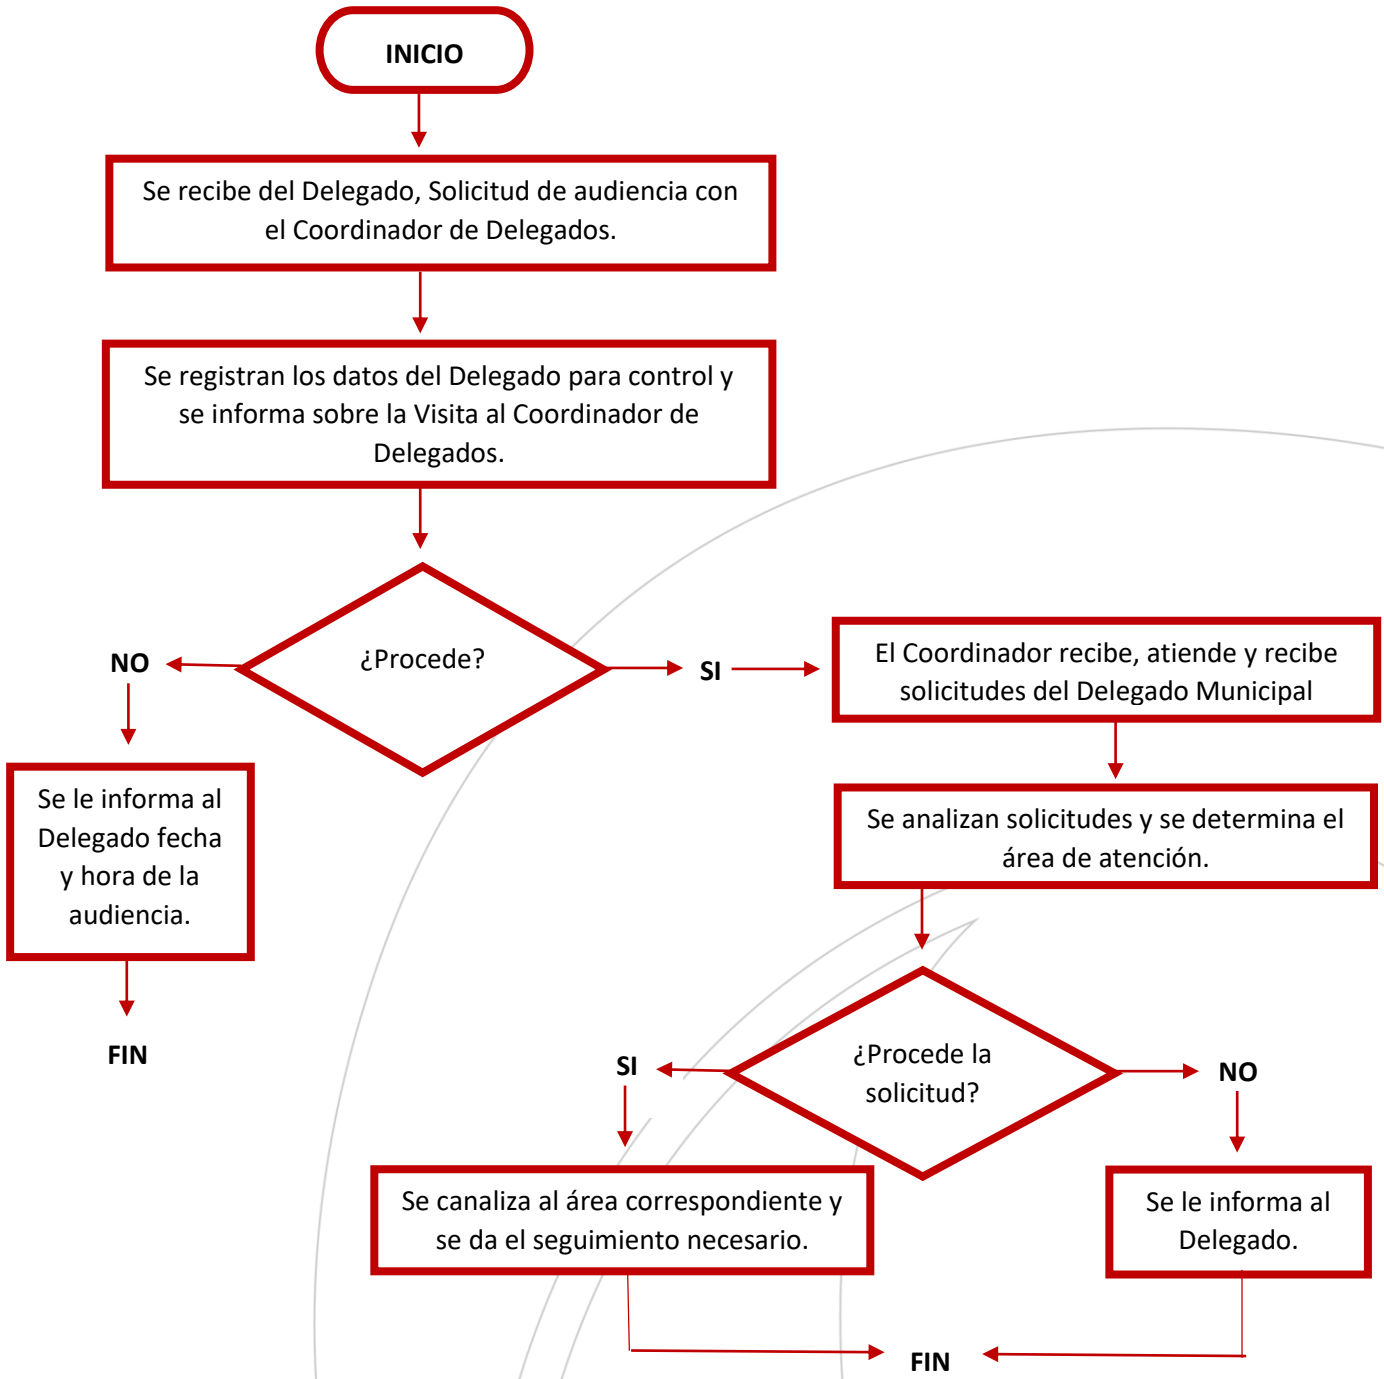 INICIO
Se recibe del Delegado, Solicitud de audiencia con
el Coordinador de Delegados.
Se registran los datos del Delegado para control y
se informa sobre la Visita al Coordinador de
Delegados.
¿Procede?
NO
SI
El Coordinador recibe, atiende y recibe
solicitudes del Delegado Municipal
Se le informa al
Delegado fecha
y hora de la
audiencia.
FIN
Se analizan solicitudes y se determina el
área de atención.
¿Procede la
solicitud?
SI
NO
Se canaliza al área correspondiente y
se da el seguimiento necesario.
Se le informa al
Delegado.
FIN